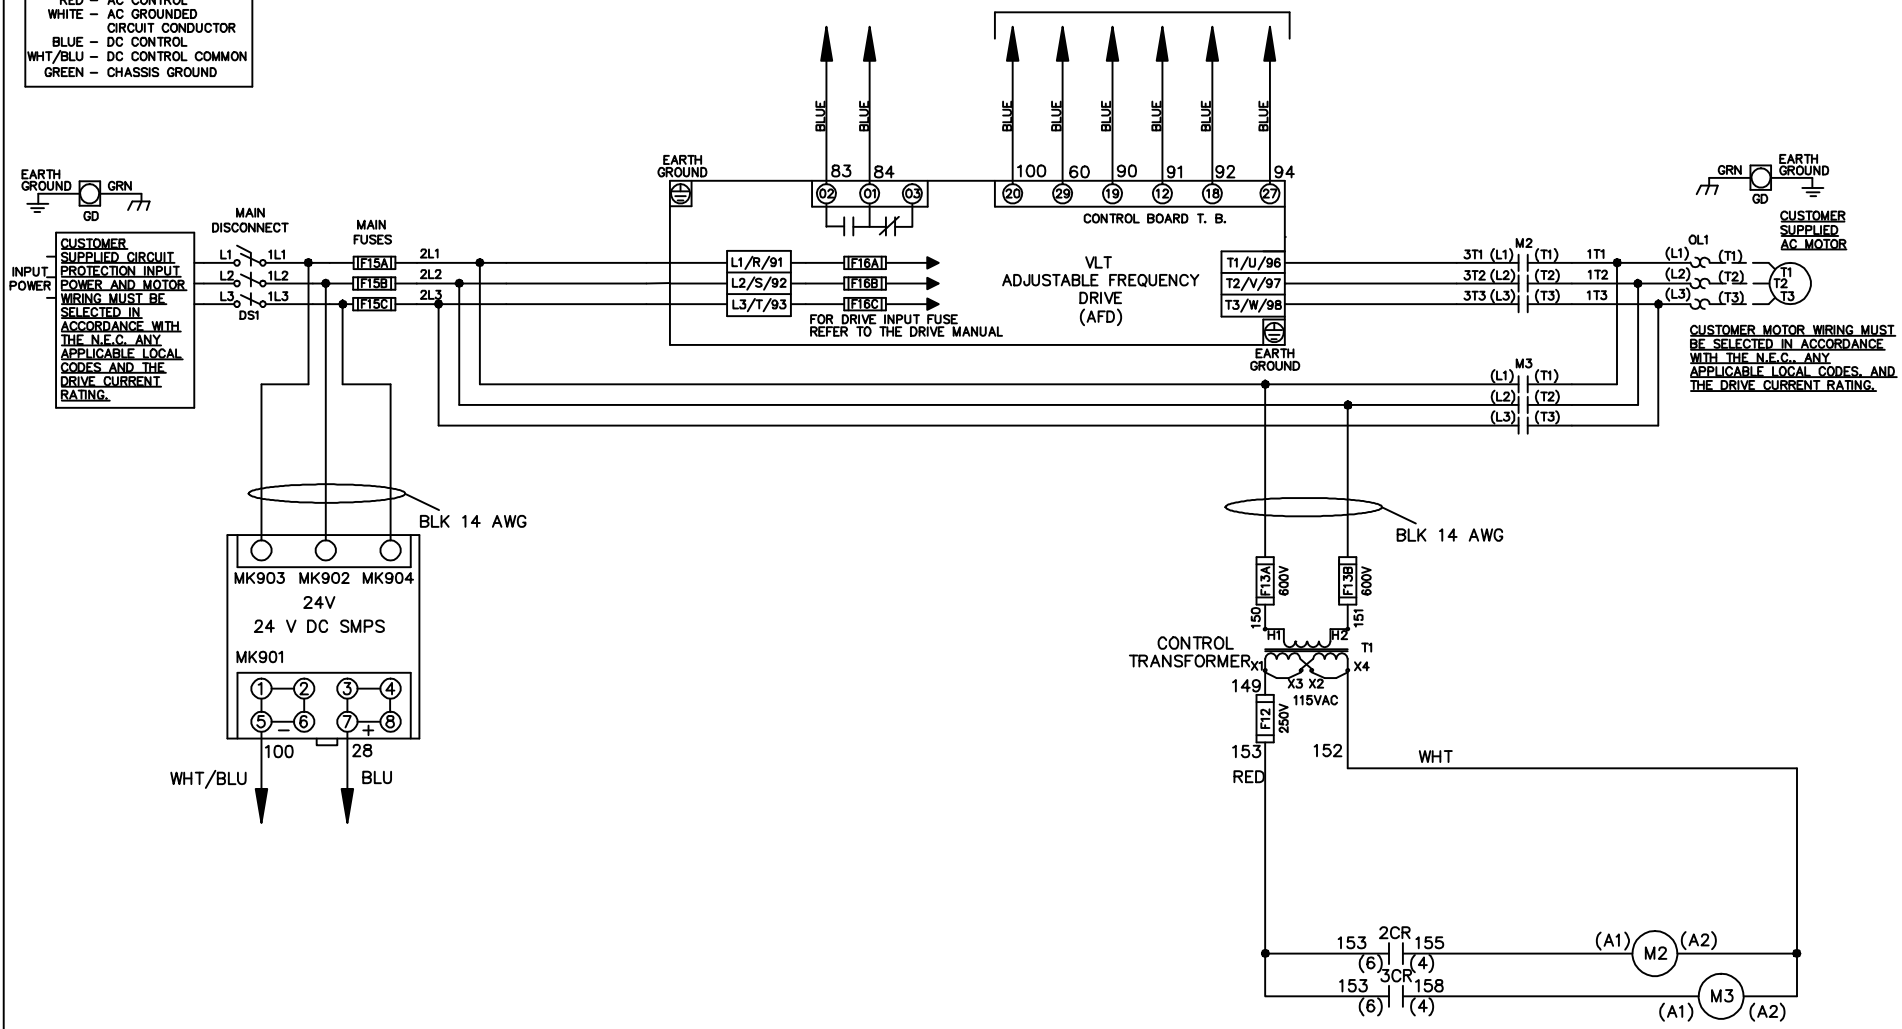 RED – AC CONTROL
WHITE – AC GROUNDED
CIRCUIT CONDUCTOR
BLUE – DC CONTROL
WHT/BLU – DC CONTROL COMMON
GREEN – CHASSIS GROUND
BLUE
BLUE
BLUE
BLUE
BLUE
BLUE
BLUE
BLUE
EARTH
GROUND
GRN
GD
EARTH
GROUND
83
84
100
60
90
91
92
94
02
01
03
20
29
19
12
18
27
CONTROL BOARD T. B.
GRN
EARTH
GROUND
GD
CUSTOMER
SUPPLIED
AC MOTOR
MAIN
DISCONNECT
MAIN
FUSES
INPUT
POWER
CUSTOMER
SUPPLIED CIRCUIT
PROTECTION INPUT
POWER AND MOTOR
WIRING MUST BE
SELECTED IN
ACCORDANCE WITH
THE N.E.C. ANY
APPLICABLE LOCAL
CODES AND THE
DRIVE CURRENT
RATING.
L1 1L1
L2 1L2
L3 1L3
DS1
F15A
F15B
F15C
2L1
2L2
2L3
L1/R/91
L2/S/92
L3/T/93
F16A
F16B
F16C
FOR DRIVE INPUT FUSE
REFER TO THE DRIVE MANUAL
VLT
ADJUSTABLE FREQUENCY
DRIVE
(AFD)
T1/U/96
T2/V/97
T3/W/98
EARTH
GROUND
M2
3T1 (L1) (T1) 1T1
3T2 (L2) (T2) 1T2
3T3 (L3) (T3) 1T3
OL1
(L1) (T1)
(L2) (T2)
(L3) (T3)
T1
T2
T3
CUSTOMER MOTOR WIRING MUST
BE SELECTED IN ACCORDANCE
WITH THE N.E.C., ANY
APPLICABLE LOCAL CODES, AND
THE DRIVE CURRENT RATING.
M3
(L1) (T1)
(L2) (T2)
(L3) (T3)
BLK 14 AWG
BLK 14 AWG
MK903 MK902 MK904
24V
24 V DC SMPS
MK901
1 2 3 4
5 6 7 8
– +
100
28
WHT/BLU
BLU
F13A
600V
F13B
600V
150
151
H1
H2
T1
CONTROL
TRANSFORMER
X1
X4
X3 X2
115VAC
149
F12
250V
153
152
RED
WHT
2CR
153 155
(6) (4)
(A1) M2 (A2)
3CR
153 158
(6) (4)
(A1) M3 (A2)